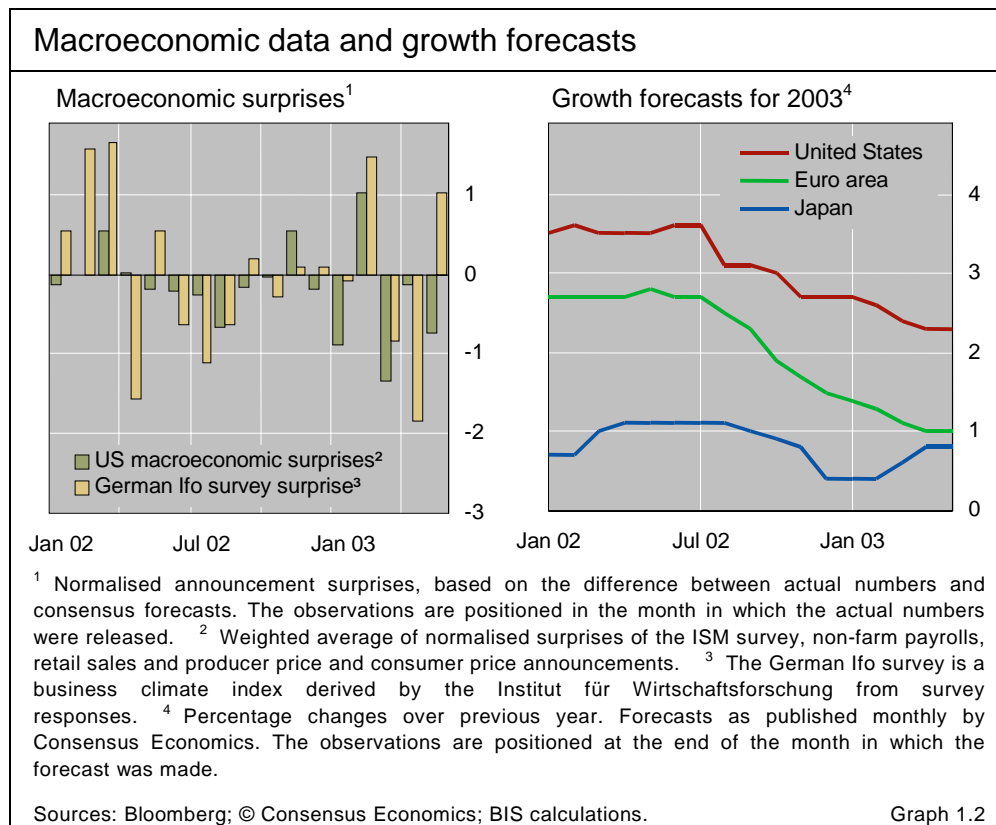 Macroeconomic data and growth forecasts
Macroeconomic surprises¹
1
0
-1
-2
-3
US macroeconomic surprises²
German Ifo survey surprise³
Jan 02 Jul 02 Jan 03
Growth forecasts for 2003⁴
United States
Euro area
Japan
4
3
2
1
0
Jan 02 Jul 02 Jan 03
¹ Normalised announcement surprises, based on the difference between actual numbers and
consensus forecasts. The observations are positioned in the month in which the actual numbers
were released. ² Weighted average of normalised surprises of the ISM survey, non-farm payrolls,
retail sales and producer price and consumer price announcements. ³ The German Ifo survey is a
business climate index derived by the Institut für Wirtschaftsforschung from survey
responses. ⁴ Percentage changes over previous year. Forecasts as published monthly by
Consensus Economics. The observations are positioned at the end of the month in which the
forecast was made.
Sources: Bloomberg; © Consensus Economics; BIS calculations. Graph 1.2